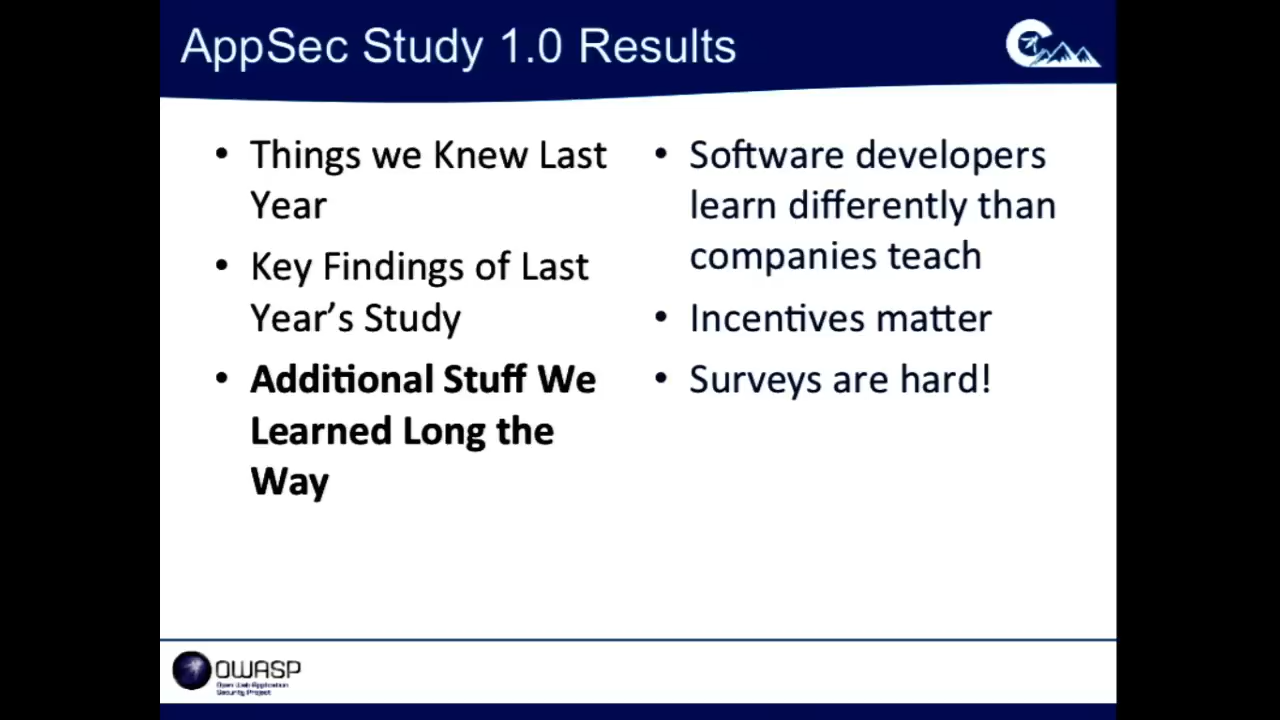 AppSec Study 1.0 Results
• Things we Knew Last
Year
• Key Findings of Last
Year’s Study
• Additional Stuff We
Learned Long the
Way
• Software developers
learn differently than
companies teach
• Incentives matter
• Surveys are hard!
OWASP
Open Web Application
Security Project